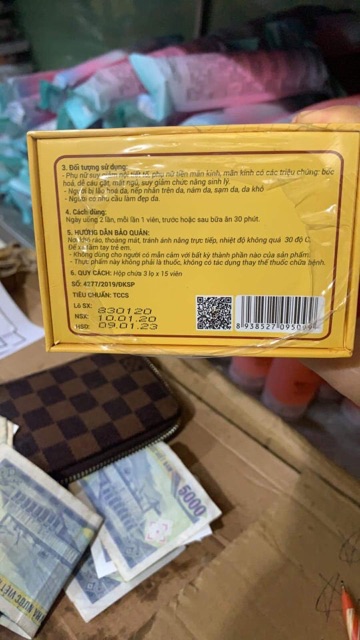 3. Đối tượng sử dụng:
- Phụ nữ suy giảm nội tiết tố, phụ nữ tiền mãn kinh, mãn kinh có các triệu chứng: bốc
hoả, dễ cáu gắt, mất ngủ, suy giảm chức năng sinh lý.
- Người bị lão hoá da, nếp nhăn trên da, nám da, sạm da, da khô
- Người có nhu cầu làm đẹp da.
4. Cách dùng:
Ngày uống 2 lần, mỗi lần 1 viên, trước hoặc sau bữa ăn 30 phút.
5. HƯỚNG DẪN BẢO QUẢN:
Nơi khô ráo, thoáng mát, tránh ánh nắng trực tiếp, nhiệt độ không quá 30 độ C.
Để xa tầm tay trẻ em.
- Không dùng cho người có mẫn cảm với bất kỳ thành phần nào của sản phẩm.
- Thực phẩm này không phải là thuốc, không có tác dụng thay thế thuốc chữa bệnh.
6. QUY CÁCH: Hộp chứa 3 lọ x 15 viên
SỐ: 4277/2019/ĐKSP
TIÊU CHUẨN: TCCS
Lô SX: 830120
NSX: 10.01.20
HSD: 09.01.23
5000